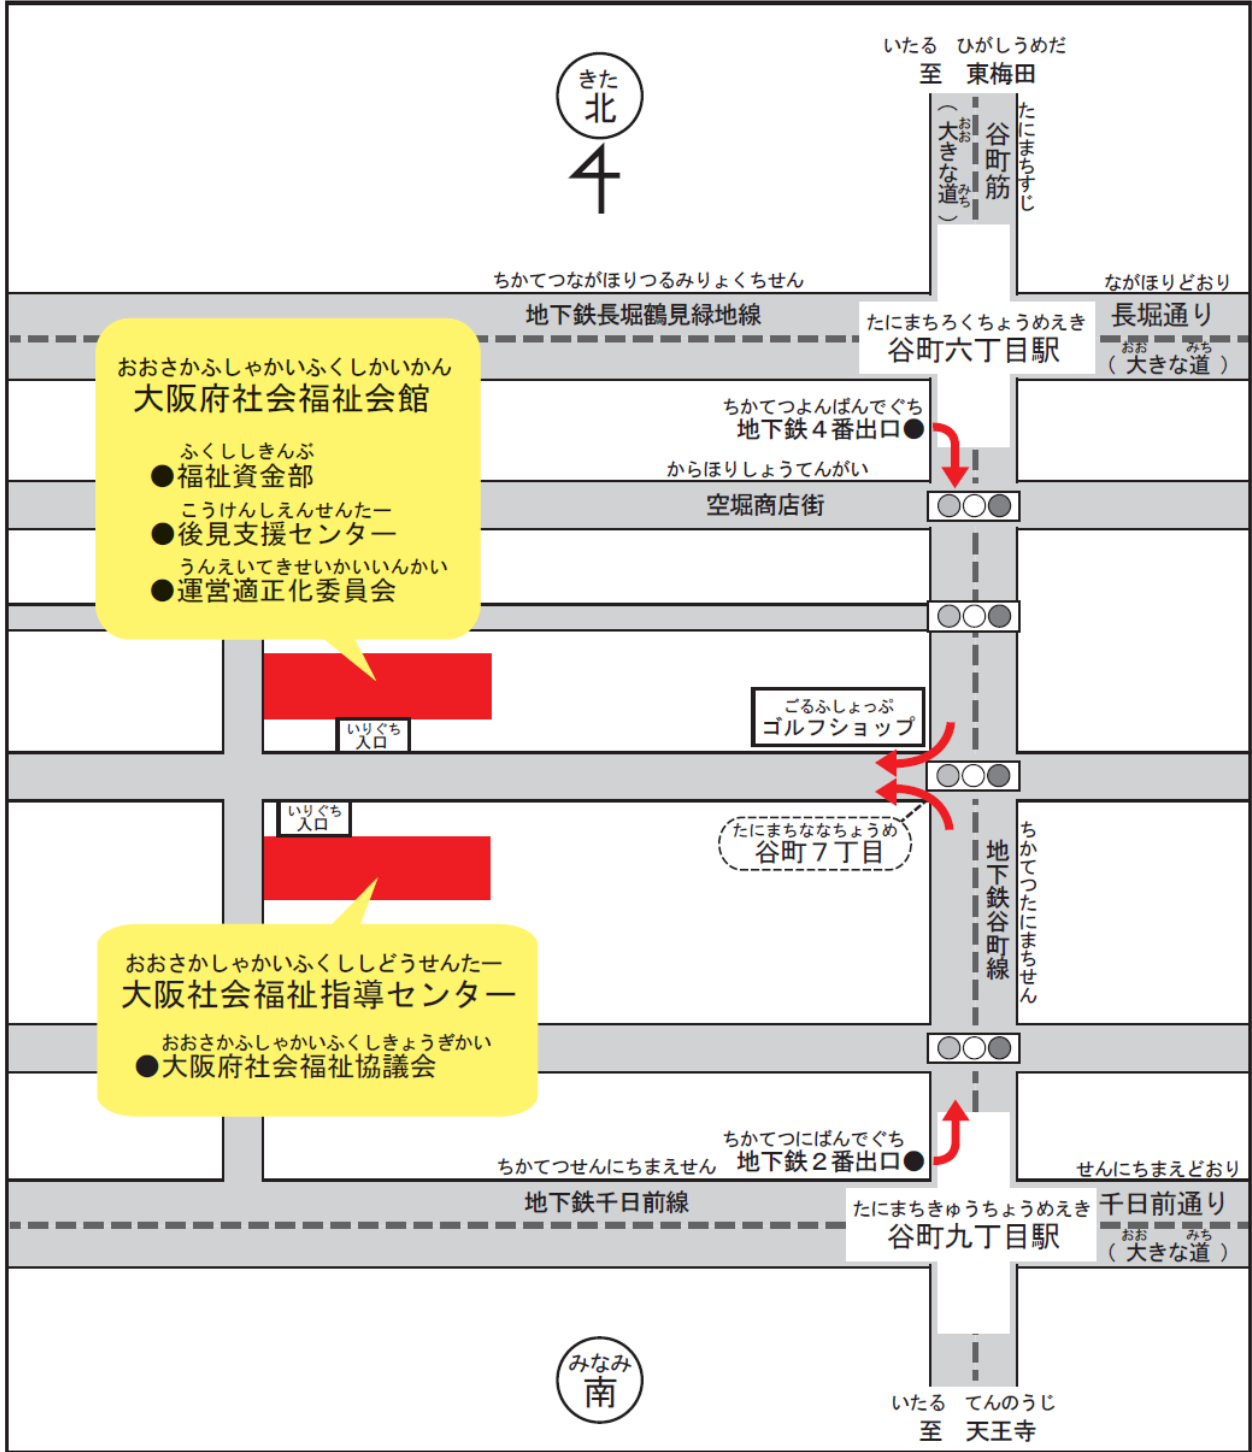 きた
北
いたる ひがしうめだ
至 東梅田
（大きな道）
おお みち
谷町筋
たにまちすじ
ちかてつながほりつるみりょくちせん
地下鉄長堀鶴見緑地線
たにまちろくちょうめえき
谷町六丁目駅
ながほりどおり
長堀通り
おお みち
（ 大きな道 ）
おおさかふしゃかいふくしかいかん
大阪府社会福祉会館
ふくししきんぶ
●福祉資金部
こうけんしえんせんたー
●後見支援センター
うんえいてきせいかいいんかい
●運営適正化委員会
ちかてつよんばんでぐち
地下鉄４番出口●
からほりしょうてんがい
空堀商店街
いりぐち
入口
ごるふしょっぷ
ゴルフショップ
いりぐち
入口
たにまちななちょうめ
谷町７丁目
地下鉄谷町線
ちかてつたにまちせん
おおさかしゃかいふくししどうせんたー
大阪社会福祉指導センター
おおさかふしゃかいふくしきょうぎかい
●大阪府社会福祉協議会
ちかてつにばんでぐち
地下鉄２番出口●
ちかてつせんにちまえせん
地下鉄千日前線
たにまちきゅうちょうめえき
谷町九丁目駅
せんにちまえどおり
千日前通り
おお みち
（ 大きな道 ）
みなみ
南
いたる てんのうじ
至 天王寺